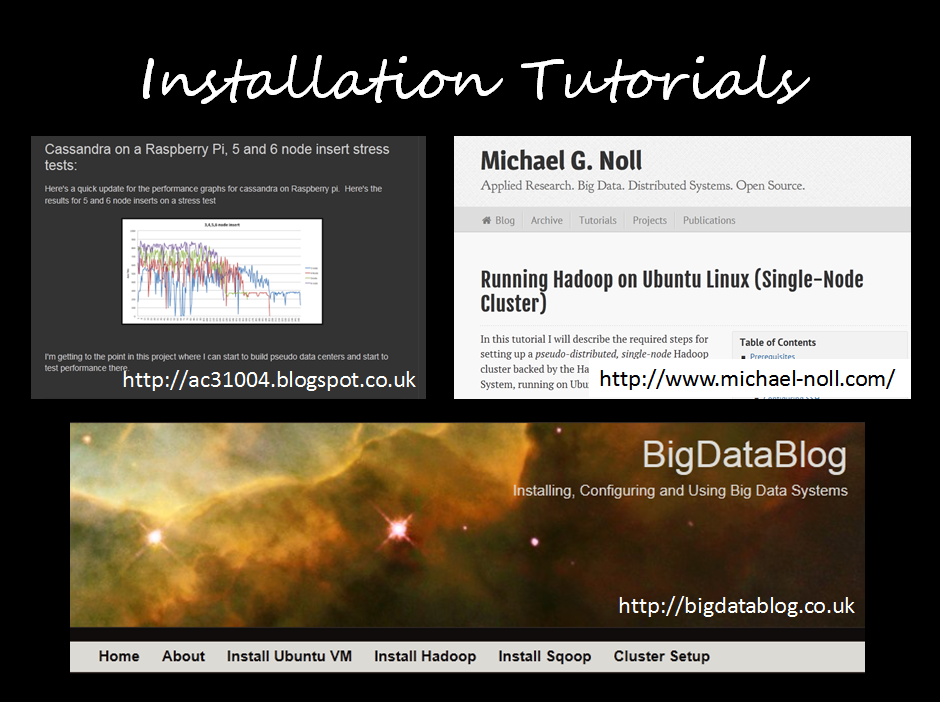 Installation Tutorials
Cassandra on a Raspberry Pi, 5 and 6 node insert stress
tests:
Here's a quick update for the performance graphs for cassandra on Raspberry pi. Here's the
results for 5 and 6 node inserts on a stress test
3,4,5,6 node insert
I'm getting to the point in this project where I can start to build pseudo data centers and start to
test performance there.
http://ac31004.blogspot.co.uk
Michael G. Noll
Applied Research. Big Data. Distributed Systems. Open Source.
Blog Archive Tutorials Projects Publications
Running Hadoop on Ubuntu Linux (Single-Node
Cluster)
In this tutorial I will describe the required steps for
setting up a pseudo-distributed, single-node Hadoop
cluster backed by the Ha
System, running on Ubu
Table of Contents
Prerequisites
http://www.michael-noll.com/
BigDataBlog
Installing, Configuring and Using Big Data Systems
http://bigdatablog.co.uk
Home About Install Ubuntu VM Install Hadoop Install Sqoop Cluster Setup